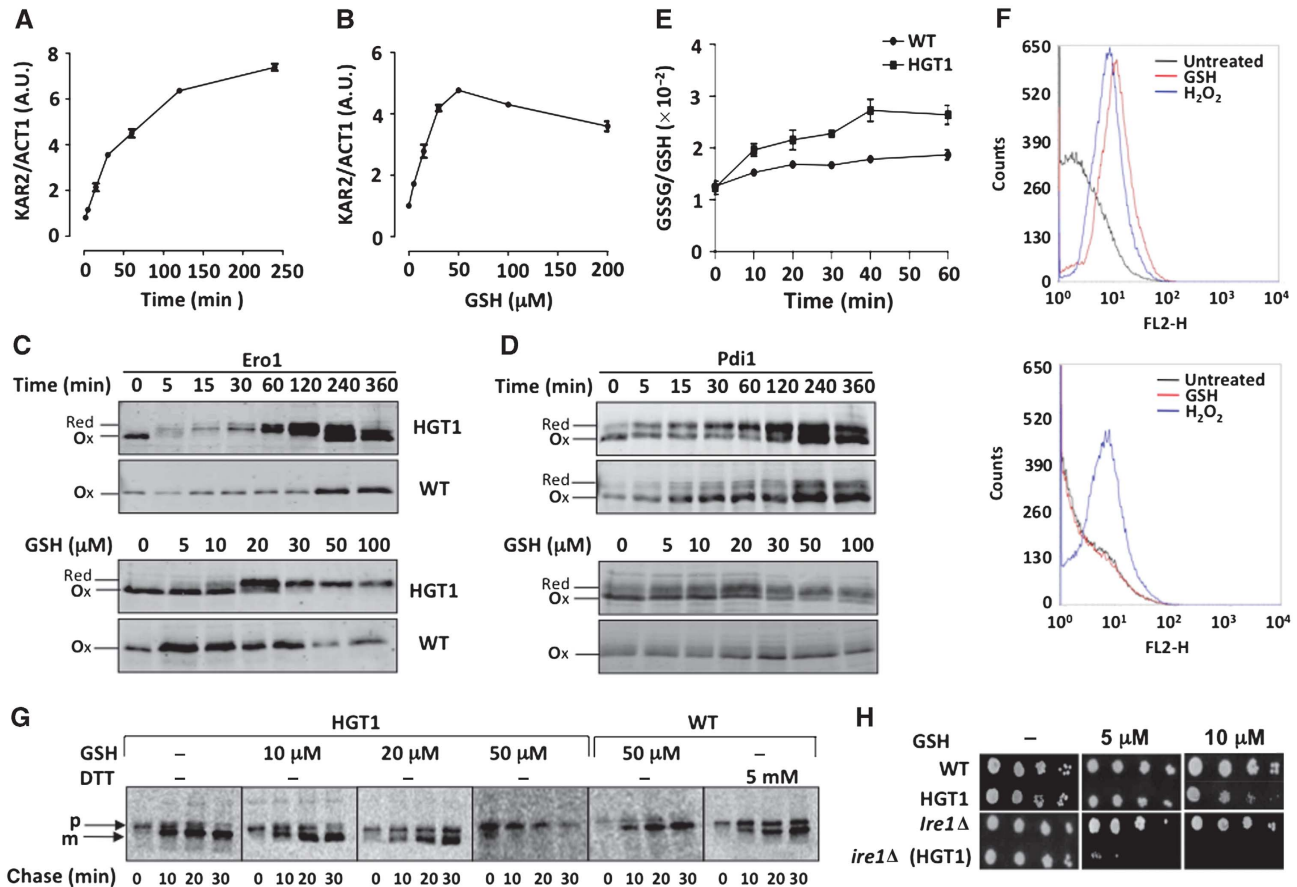 A
KAR2/ACT1 (A.U.)
8
6
4
2
0
0 50 100 150 200 250
Time (min )
B
KAR2/ACT1 (A.U.)
6
4
2
0
0 50 100 150 200
GSH (μM)
E
GSSG/GSH (× 10⁻²)
WT
HGT1
4
3
2
1
0
0 10 20 30 40 50 60
Time (min)
F
Counts
650
520
390
260
130
0
Untreated
GSH
H₂O₂
10⁰ 10¹ 10² 10³ 10⁴
FL2-H
Counts
650
520
390
260
130
0
Untreated
GSH
H₂O₂
10⁰ 10¹ 10² 10³ 10⁴
FL2-H
C
Ero1
Time (min) 0 5 15 30 60 120 240 360
Red
Ox
HGT1
Ox
WT
GSH (μM) 0 5 10 20 30 50 100
Red
Ox
HGT1
Ox
WT
D
Pdi1
Time (min) 0 5 15 30 60 120 240 360
Red
Ox
Red
Ox
GSH (μM) 0 5 10 20 30 50 100
Red
Ox
Ox
G
HGT1 WT
GSH – 10 μM 20 μM 50 μM 50 μM –
DTT – – – – – 5 mM
p
m
Chase (min) 0 10 20 30 0 10 20 30 0 10 20 30 0 10 20 30 0 10 20 30 0 10 20 30
H
GSH – 5 μM 10 μM
WT
HGT1
Ire1Δ
ire1Δ (HGT1)